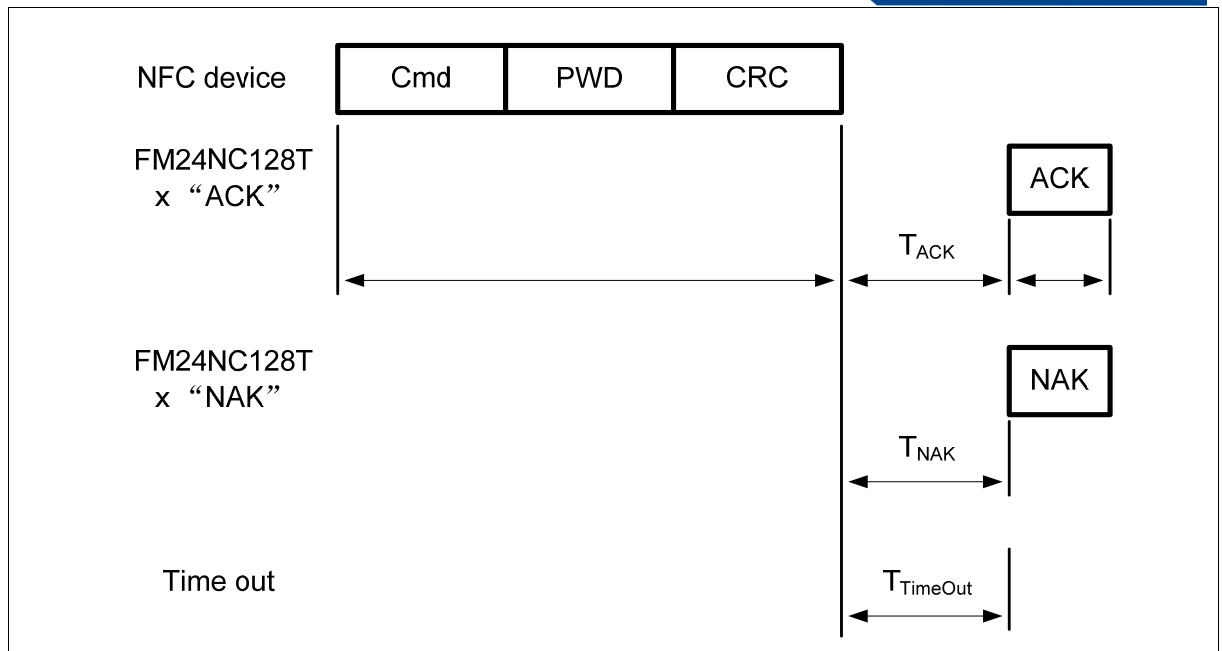 NFC device Cmd PWD CRC
FM24NC128T
x “ACK”
ACK
TACK
FM24NC128T
x “NAK”
NAK
TNAK
Time out
TTimeOut